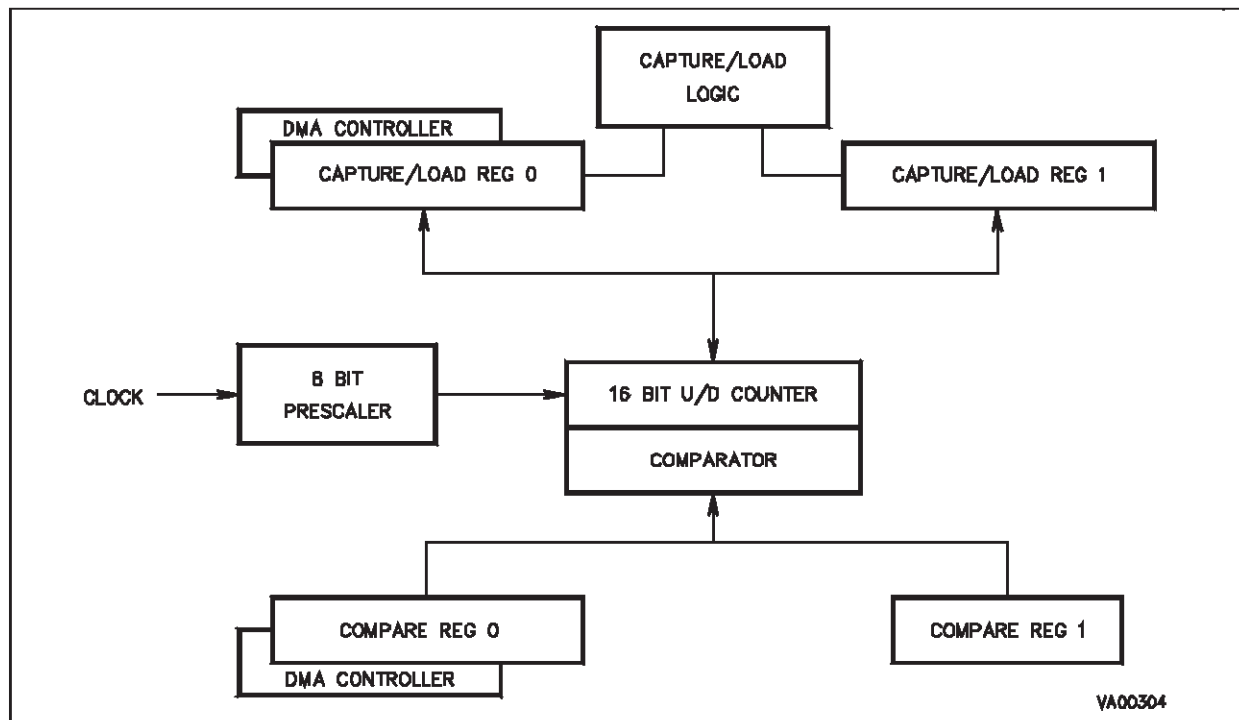 CAPTURE/LOAD
LOGIC
DMA CONTROLLER
CAPTURE/LOAD REG 0
CAPTURE/LOAD REG 1
CLOCK
8 BIT
PRESCALER
16 BIT U/D COUNTER
COMPARATOR
COMPARE REG 0
COMPARE REG 1
DMA CONTROLLER
VA00304